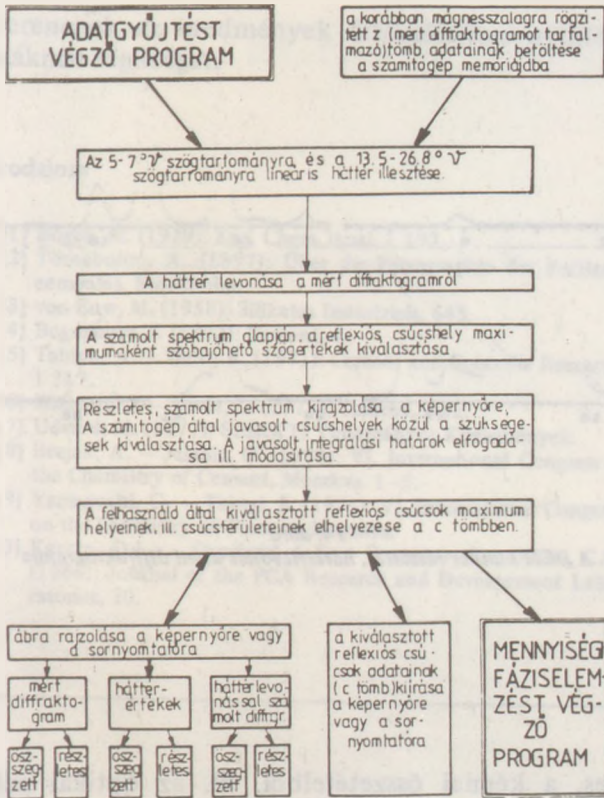 ADATGYŰJTÉST
VÉGZŐ PROGRAM
a korábban mágnesszalagra rögzí-
tett z (mért diffraktogramot tartal-
mazó) tömb adatainak betöltése
a számítógép memóriájába
Az 5-7°ϑ szögtartományra, és a 13.5-26.8°ϑ
szögtartományra lineáris háttér illesztése.
A háttér levonása a mért diffraktogramról
A számolt spektrum alapján a reflexiós csúcshely maxi-
mumaként szóbajöhető szögértékek kiválasztása.
Részletes, számolt spektrum kirajzolása a képernyőre,
A számítógép által javasolt csúcshelyek közül a szüksége-
sek kiválasztása. A javasolt integrálási határok elfogadá-
sa ill. módosítása.
A felhasználó által kiválasztott reflexiós csúcsok maximum
helyeinek, ill. csúcsterületeinek elhelyezése a c tömbben.
ábra rajzolása a képernyőre vagy
a sornyomtatóra
mért
diffrakto-
gram
háttér-
értékek
háttérlevo-
nással szá
molt diffgr.
ösz-
szeg
zett
rész-
letes
ösz-
szeg
zett
rész-
letes
ösz-
szeg
zett
rész-
letes
a kiválasztott
reflexiós csú-
csok adatainak
(c tömb) kiírása
a képernyőre
vagy a sor-
nyomtatóra
MENNYISÉGI
FÁZISELEM-
ZÉST VÉG-
ZŐ
PROGRAM